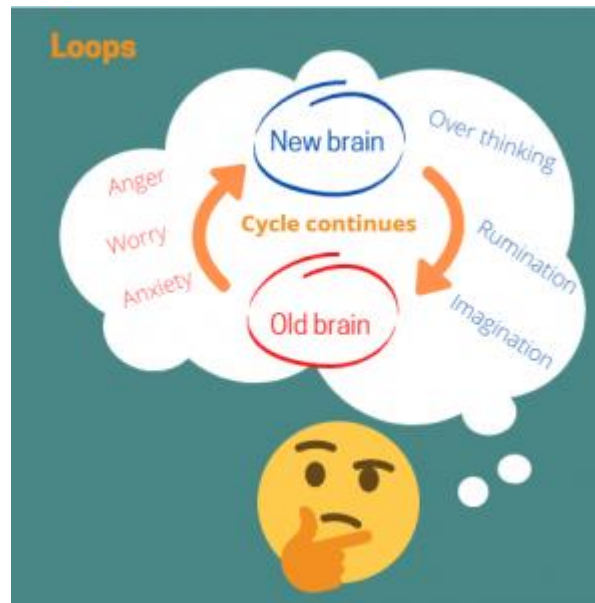 Loops
New brain
Over thinking
Anger
Worry
Anxiety
Cycle continues
Rumination
Imagination
Old brain